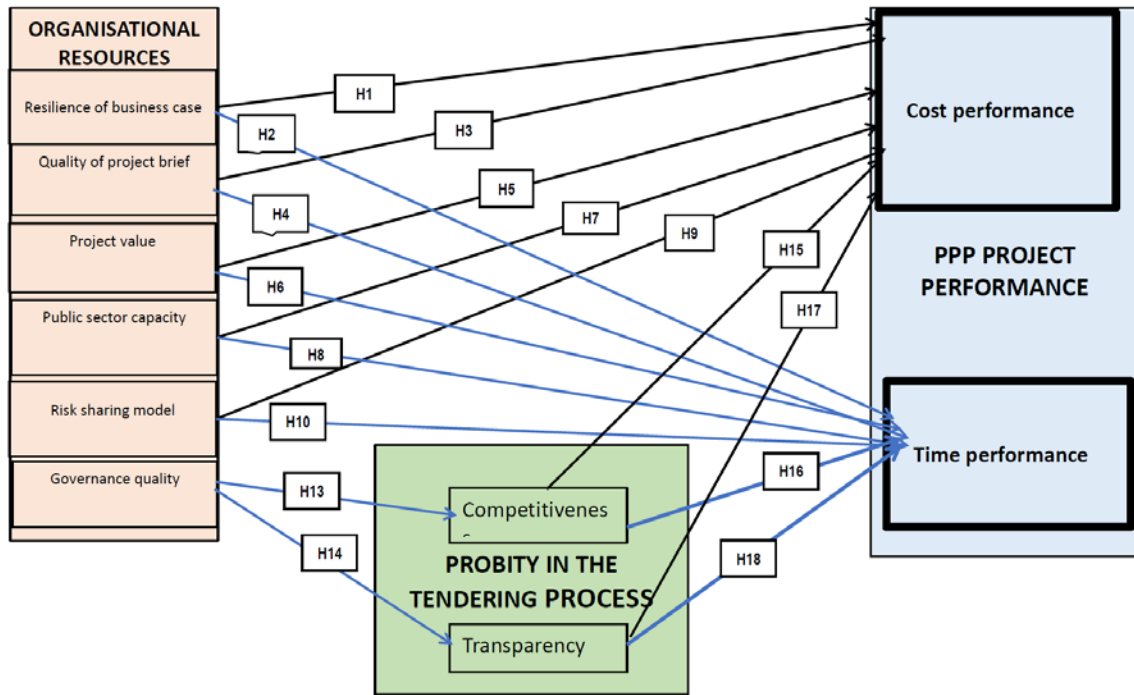 ORGANISATIONAL
RESOURCES
Resilience of business case
Quality of project brief
Project value
Public sector capacity
Risk sharing model
Governance quality
H1
H2
H3
H4
H5
H6
H7
H8
H9
H10
H13
H14
H15
H16
H17
H18
Competitivenes
PROBITY IN THE
TENDERING PROCESS
Transparency
Cost performance
PPP PROJECT
PERFORMANCE
Time performance